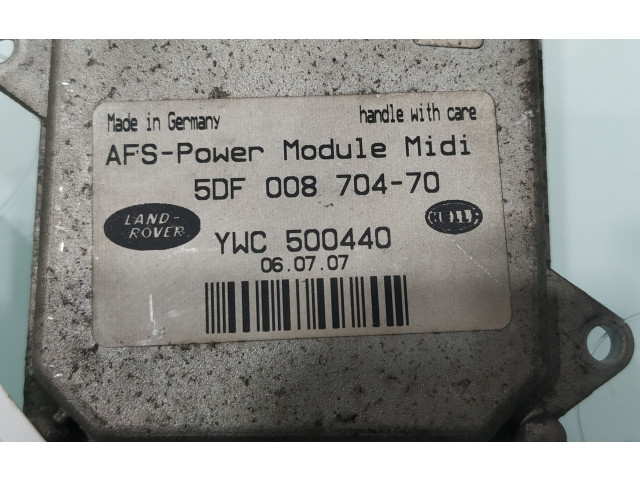 Made in Germany handle with care
AFS-Power Module Midi
5DF 008 704-70
LAND-
ROVER
HELLA
YWC 500440
06.07.07
1